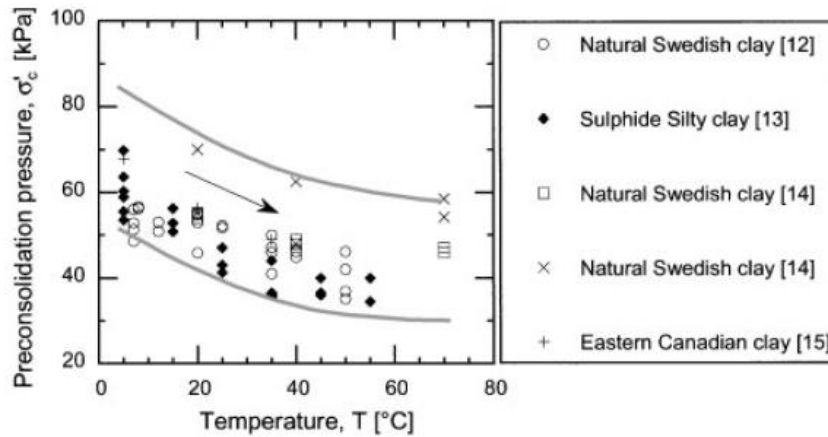 Preconsolidation pressure, σ'c [kPa]
100
80
60
40
20
0
20
40
60
80
Temperature, T [°C]
Natural Swedish clay [12]
Sulphide Silty clay [13]
Natural Swedish clay [14]
Natural Swedish clay [14]
Eastern Canadian clay [15]